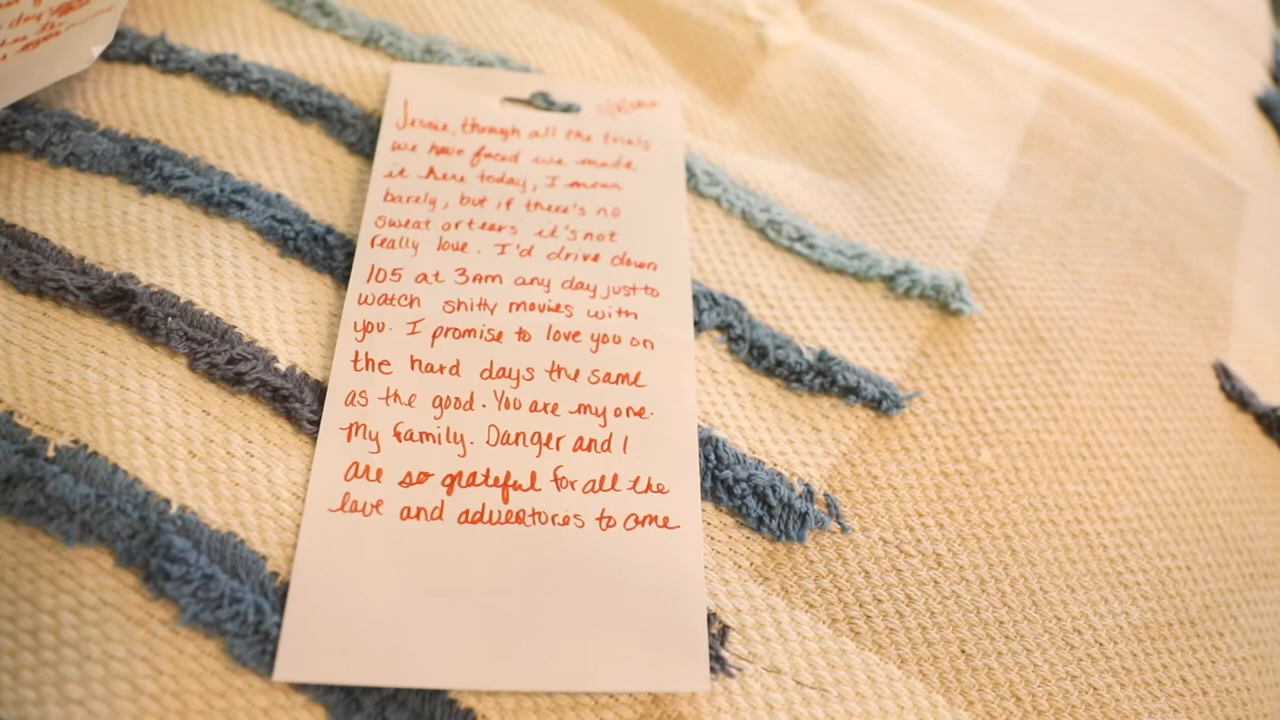 Jessie, through all the trials
we have faced we made
it here today, I mean
barely, but if there's no
sweat or tears it's not
really love. I'd drive down
105 at 3AM any day just to
watch shitty movies with
you. I promise to love you on
the hard days the same
as the good. You are my one.
My family. Danger and I
are so grateful for all the
love and adventories to come